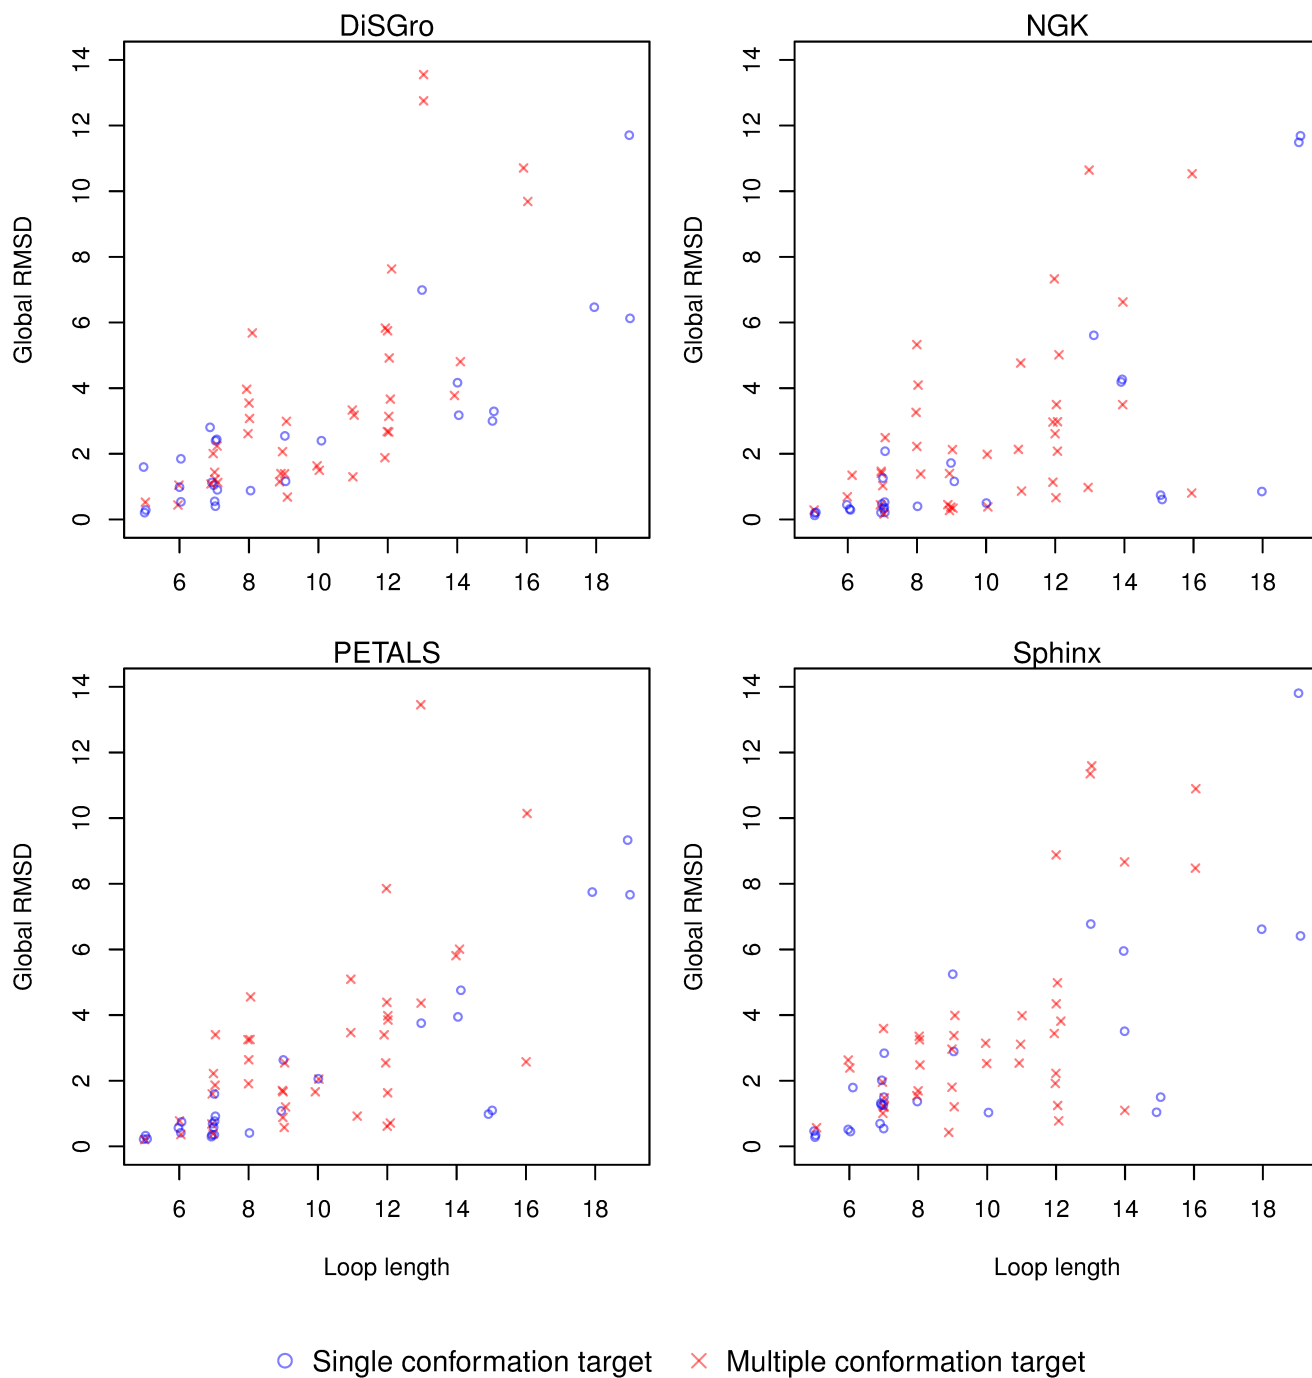 DiSGro
NGK
Global RMSD
0 2 4 6 8 10 12 14
6 8 10 12 14 16 18
Global RMSD
0 2 4 6 8 10 12 14
6 8 10 12 14 16 18
PETALS
Sphinx
Global RMSD
0 2 4 6 8 10 12 14
6 8 10 12 14 16 18
Loop length
Global RMSD
0 2 4 6 8 10 12 14
6 8 10 12 14 16 18
Loop length
Single conformation target
Multiple conformation target